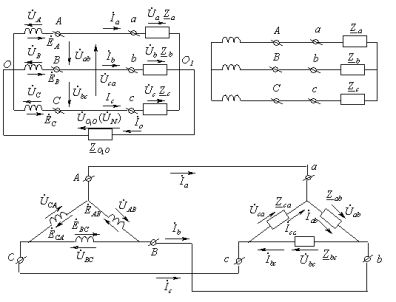 U̇A A a U̇a Za
ĖA İa
U̇B U̇ab U̇b Zb
O B İb b O1
ĖB U̇ca
U̇C U̇bc U̇c Zc
C İc c
ĖC U̇O1O (U̇N) İo
ZO1O
A a Za
B b Zb
C c Zc
A a
İa
U̇CA ĖAB U̇AB U̇ca Zca Zab U̇ab
ĖCA ĖBC İb İca İab
C U̇BC B c İbc U̇bc Zbc b
İc